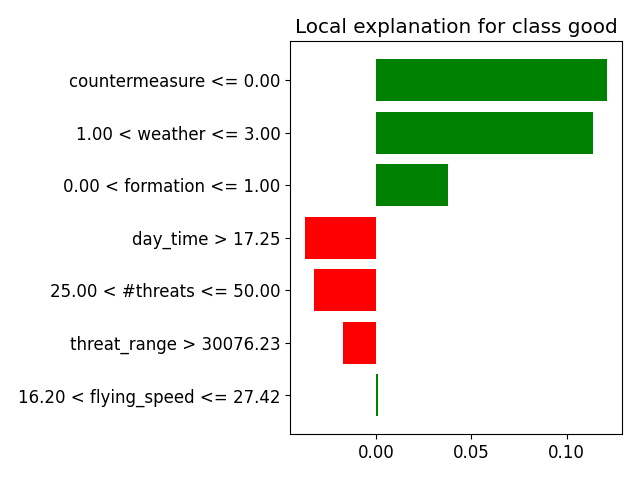 Local explanation for class good
countermeasure <= 0.00
1.00 < weather <= 3.00
0.00 < formation <= 1.00
day_time > 17.25
25.00 < #threats <= 50.00
threat_range > 30076.23
16.20 < flying_speed <= 27.42
0.00 0.05 0.10